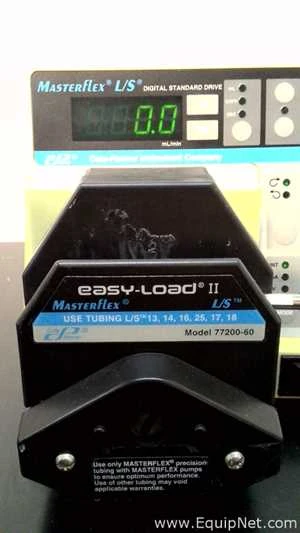 MASTERFLEX® L/S® DIGITAL STANDARD DRIVE
0.0
mL/min
Cole-Parmer Instrument Company
easy-load® II
MASTERFLEX® L/S™
USE TUBING L/S™ 13, 14, 16, 25, 17, 18
Model 77200-60
Use only MASTERFLEX® precision
tubing with MASTERFLEX pumps
to ensure optimum performance.
Use of other tubing may void
applicable warranties.
www.EquipNet.com